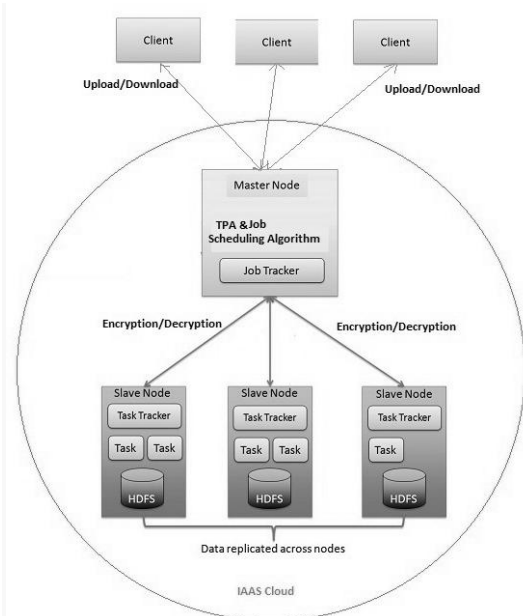 Client
Client
Client
Upload/Download
Upload/Download
Master Node
TPA &Job
Scheduling Algorithm
Job Tracker
Encryption/Decryption
Encryption/Decryption
Slave Node
Task Tracker
Task
Task
HDFS
Slave Node
Task Tracker
Task
Task
HDFS
Slave Node
Task Tracker
Task
HDFS
Data replicated across nodes
IAAS Cloud